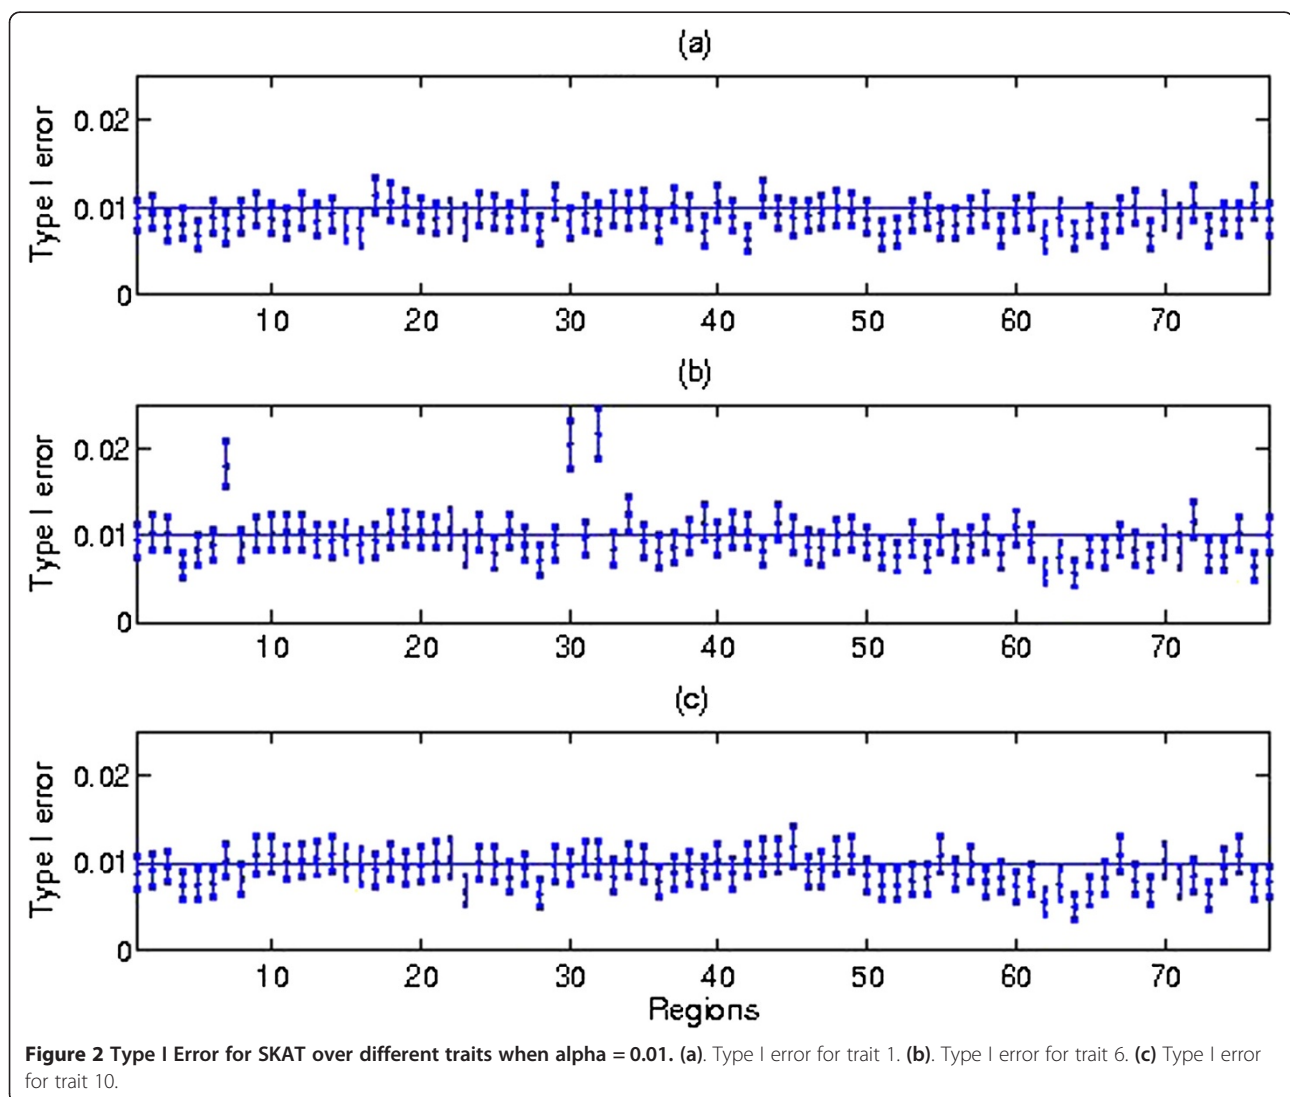 (a)
Type I error
0.02
0.01
0
10 20 30 40 50 60 70
(b)
Type I error
0.02
0.01
0
10 20 30 40 50 60 70
(c)
Type I error
0.02
0.01
0
10 20 30 40 50 60 70
Regions
Figure 2 Type I Error for SKAT over different traits when alpha = 0.01. (a). Type I error for trait 1. (b). Type I error for trait 6. (c) Type I error
for trait 10.